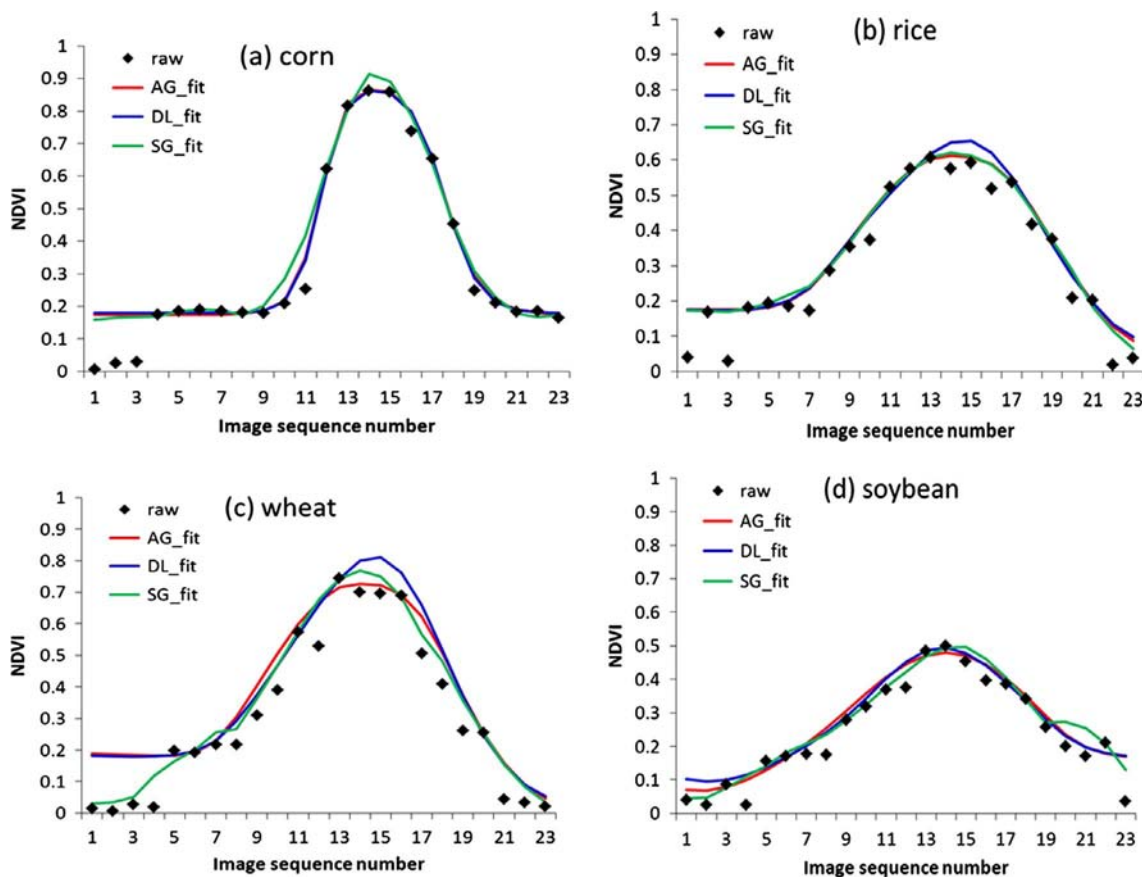 (a) corn
raw
AG_fit
DL_fit
SG_fit
NDVI
1
0.9
0.8
0.7
0.6
0.5
0.4
0.3
0.2
0.1
0
1 3 5 7 9 11 13 15 17 19 21 23
Image sequence number
(b) rice
raw
AG_fit
DL_fit
SG_fit
NDVI
1
0.9
0.8
0.7
0.6
0.5
0.4
0.3
0.2
0.1
0
1 3 5 7 9 11 13 15 17 19 21 23
Image sequence number
(c) wheat
raw
AG_fit
DL_fit
SG_fit
NDVI
1
0.9
0.8
0.7
0.6
0.5
0.4
0.3
0.2
0.1
0
1 3 5 7 9 11 13 15 17 19 21 23
Image sequence number
(d) soybean
raw
AG_fit
DL_fit
SG_fit
NDVI
1
0.9
0.8
0.7
0.6
0.5
0.4
0.3
0.2
0.1
0
1 3 5 7 9 11 13 15 17 19 21 23
Image sequence number